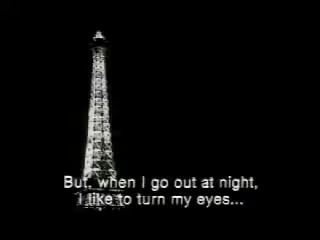 But, when I go out at night,
I like to turn my eyes...